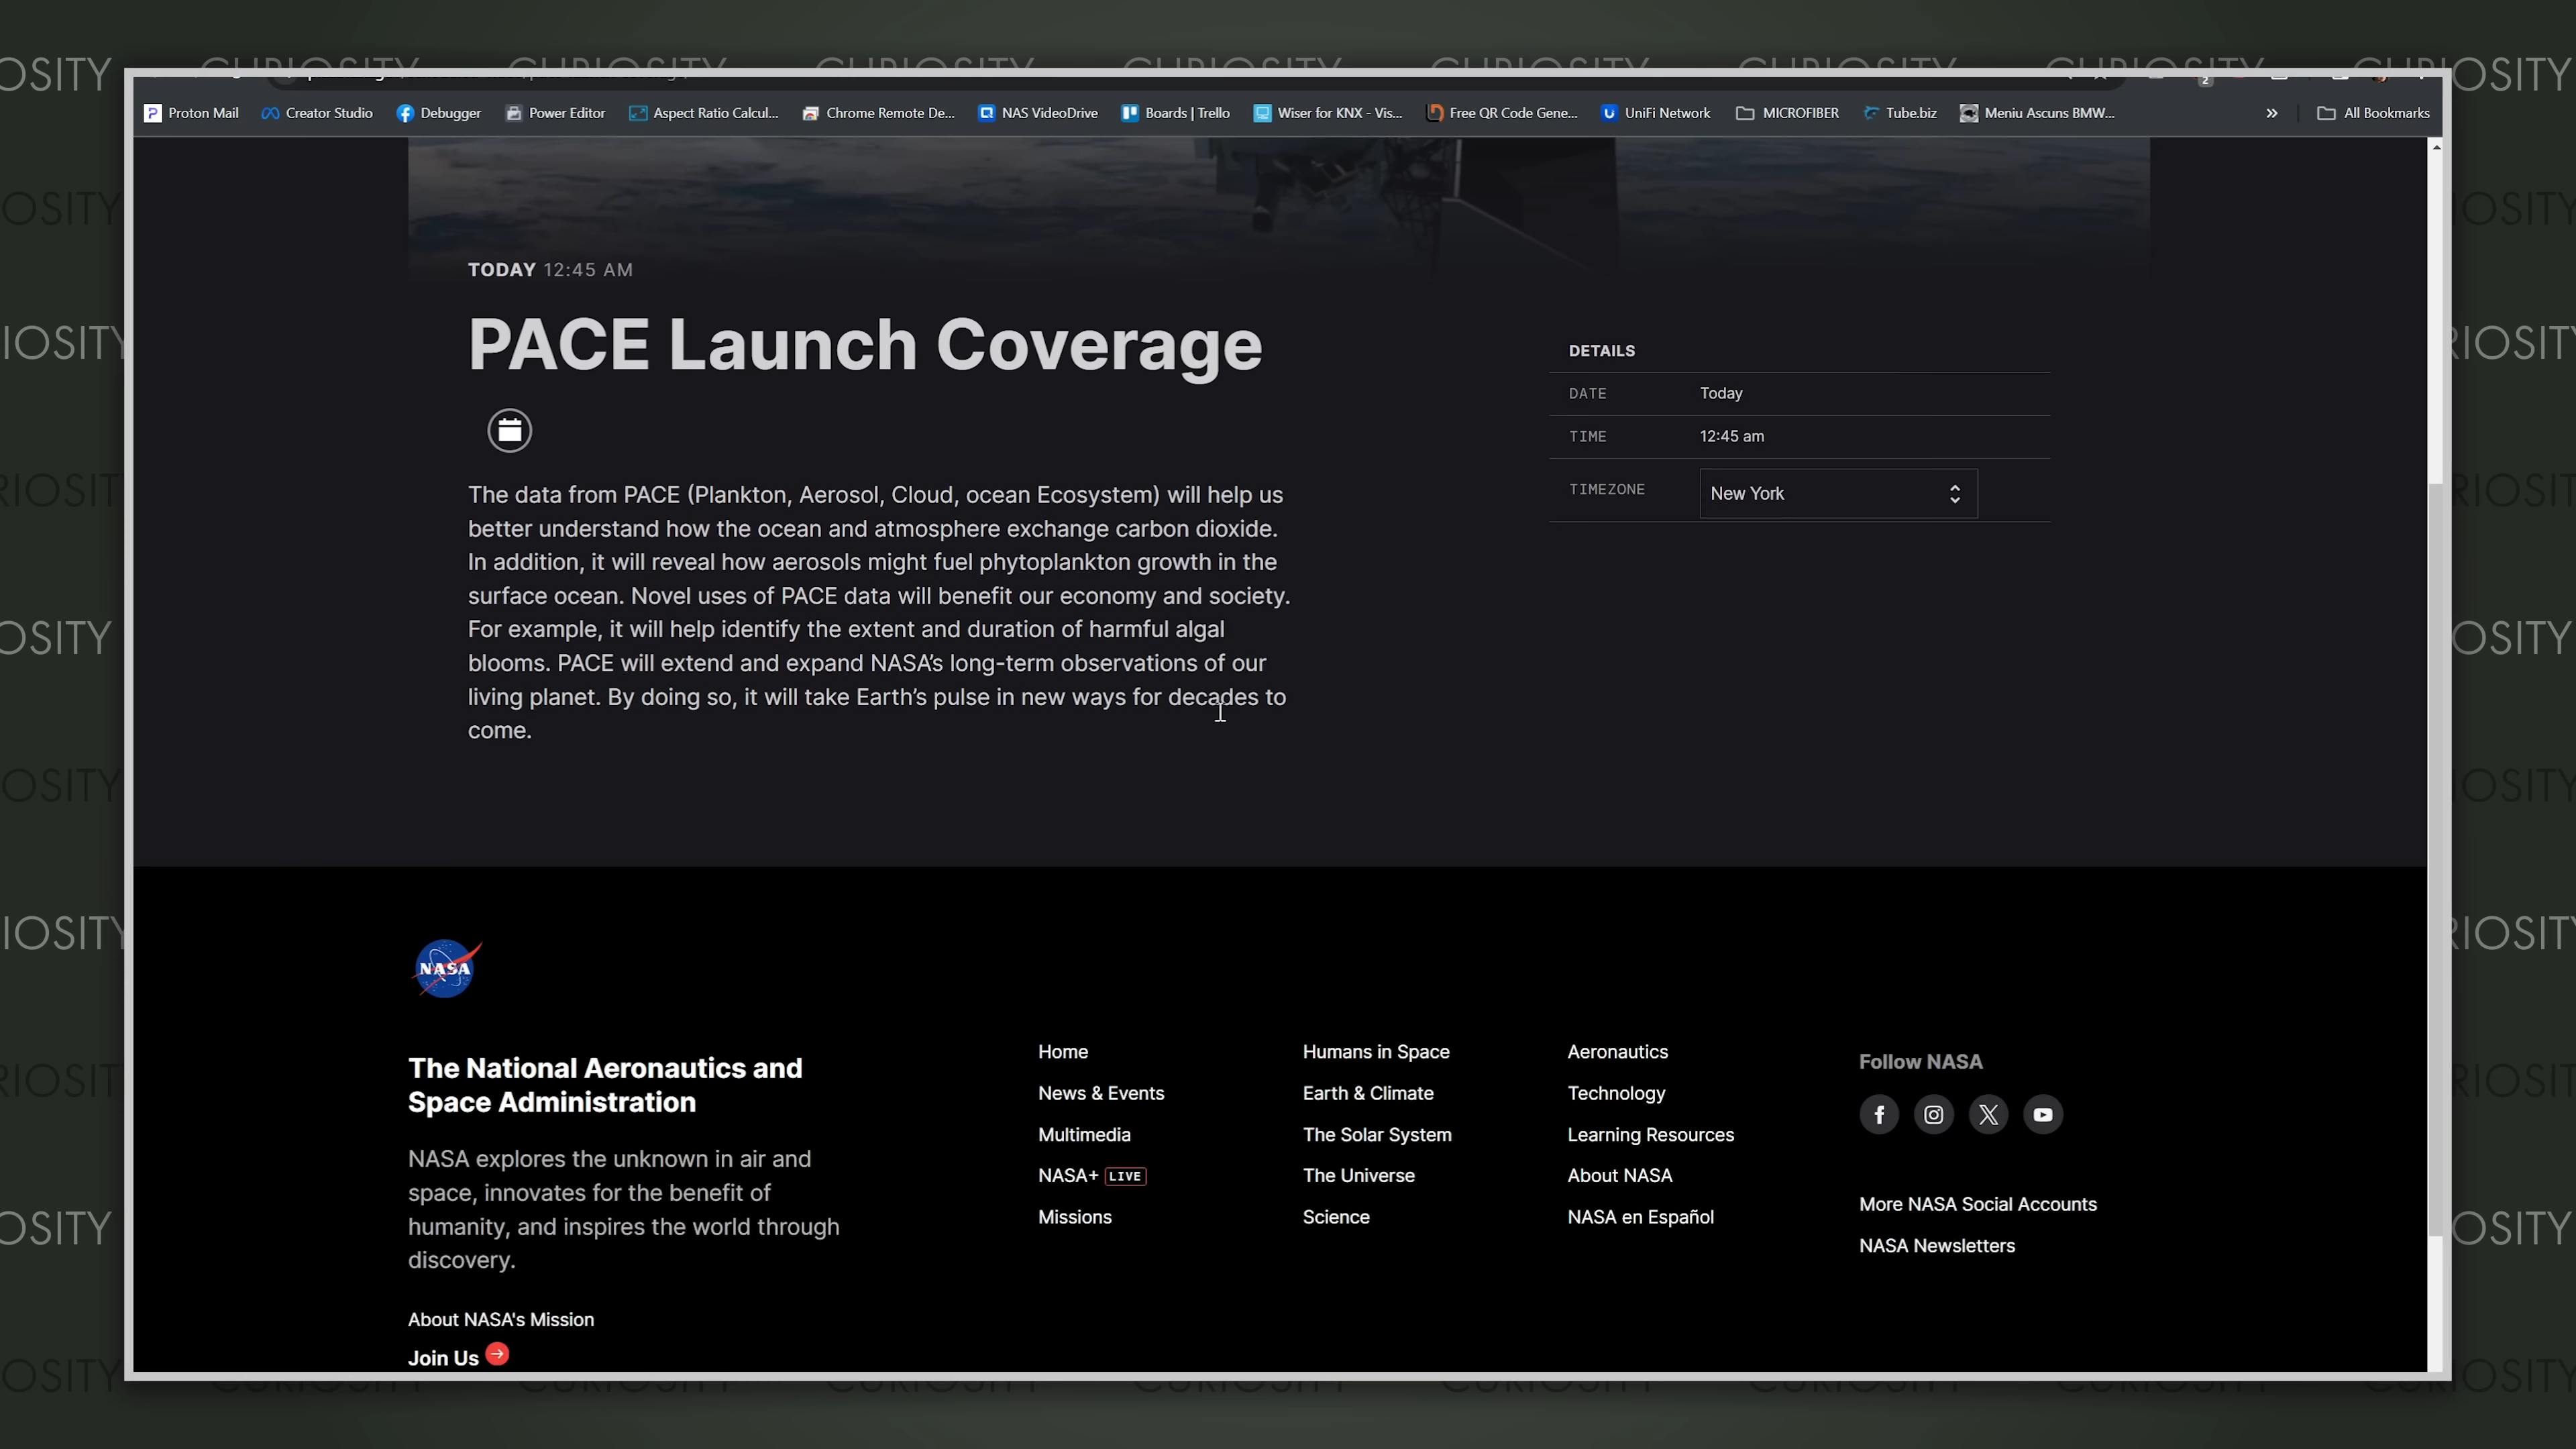 CURIOSITY CURIOSITY CURIOSITY CURIOSITY CURIOSITY CURIOSITY CURIOSITY
Proton Mail Creator Studio Debugger Power Editor Aspect Ratio Calcul... Chrome Remote De... NAS VideoDrive Boards | Trello Wiser for KNX - Vis... Free QR Code Gene... UniFi Network MICROFIBER Tube.biz Meniu Ascuns BMW... » All Bookmarks
TODAY 12:45 AM
PACE Launch Coverage
The data from PACE (Plankton, Aerosol, Cloud, ocean Ecosystem) will help us
better understand how the ocean and atmosphere exchange carbon dioxide.
In addition, it will reveal how aerosols might fuel phytoplankton growth in the
surface ocean. Novel uses of PACE data will benefit our economy and society.
For example, it will help identify the extent and duration of harmful algal
blooms. PACE will extend and expand NASA's long-term observations of our
living planet. By doing so, it will take Earth's pulse in new ways for decades to
come.
DETAILS
DATE Today
TIME 12:45 am
TIMEZONE New York
NASA
The National Aeronautics and
Space Administration
NASA explores the unknown in air and
space, innovates for the benefit of
humanity, and inspires the world through
discovery.
About NASA's Mission
Join Us
Home
News & Events
Multimedia
NASA+ LIVE
Missions
Humans in Space
Earth & Climate
The Solar System
The Universe
Science
Aeronautics
Technology
Learning Resources
About NASA
NASA en Español
Follow NASA
More NASA Social Accounts
NASA Newsletters